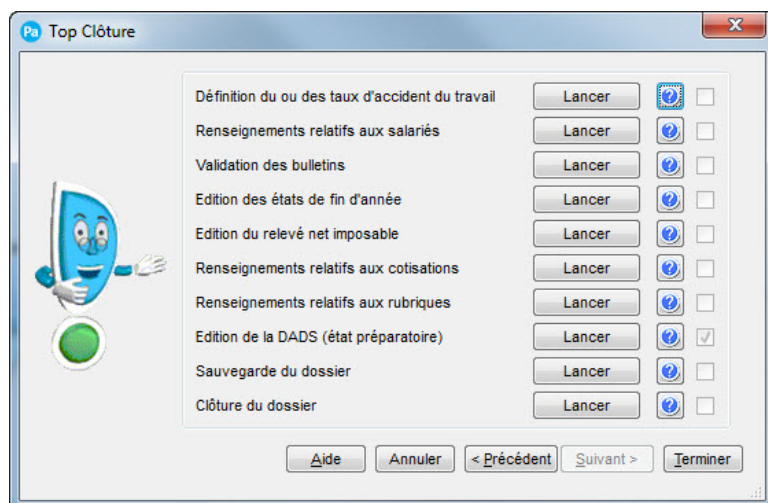 Pa Top Clôture
Définition du ou des taux d'accident du travail Lancer
Renseignements relatifs aux salariés Lancer
Validation des bulletins Lancer
Edition des états de fin d'année Lancer
Edition du relevé net imposable Lancer
Renseignements relatifs aux cotisations Lancer
Renseignements relatifs aux rubriques Lancer
Edition de la DADS (état préparatoire) Lancer
Sauvegarde du dossier Lancer
Clôture du dossier Lancer
Aide Annuler < Précédent Suivant > Terminer